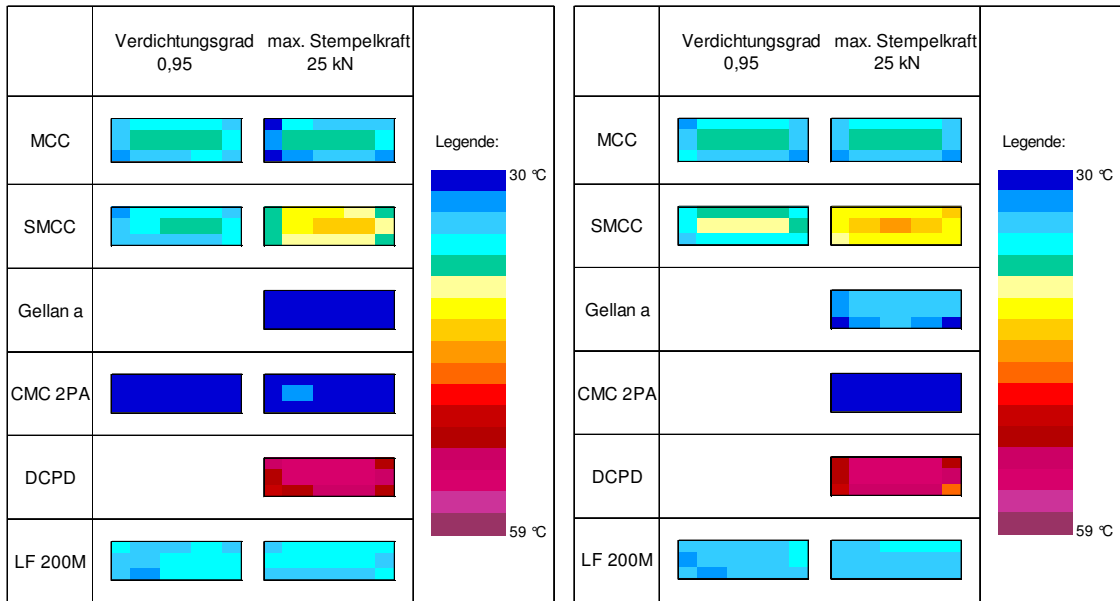 Verdichtungsgrad max. Stempelkraft
0,95 25 kN
MCC
SMCC
Gellan a
CMC 2PA
DCPD
LF 200M
Legende:
30 °C
59 °C
Verdichtungsgrad max. Stempelkraft
0,95 25 kN
MCC
SMCC
Gellan a
CMC 2PA
DCPD
LF 200M
Legende:
30 °C
59 °C